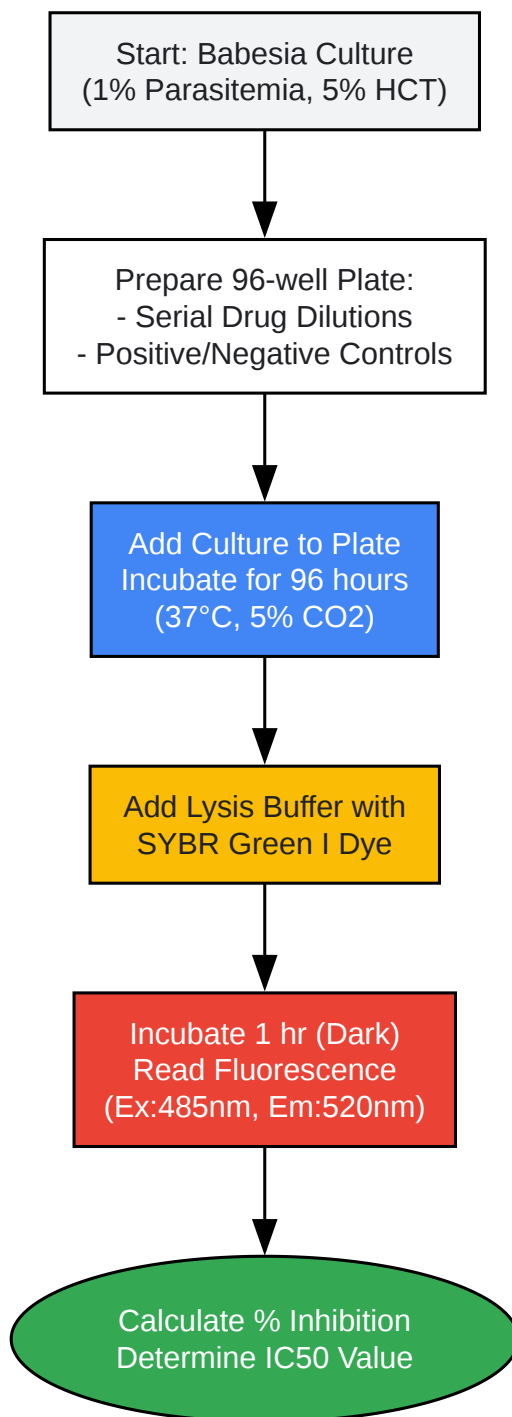 Start: Babesia Culture
(1% Parasitemia, 5% HCT)
Prepare 96-well Plate:
- Serial Drug Dilutions
- Positive/Negative Controls
Add Culture to Plate
Incubate for 96 hours
(37°C, 5% CO2)
Add Lysis Buffer with
SYBR Green I Dye
Incubate 1 hr (Dark)
Read Fluorescence
(Ex:485nm, Em:520nm)
Calculate % Inhibition
Determine IC50 Value